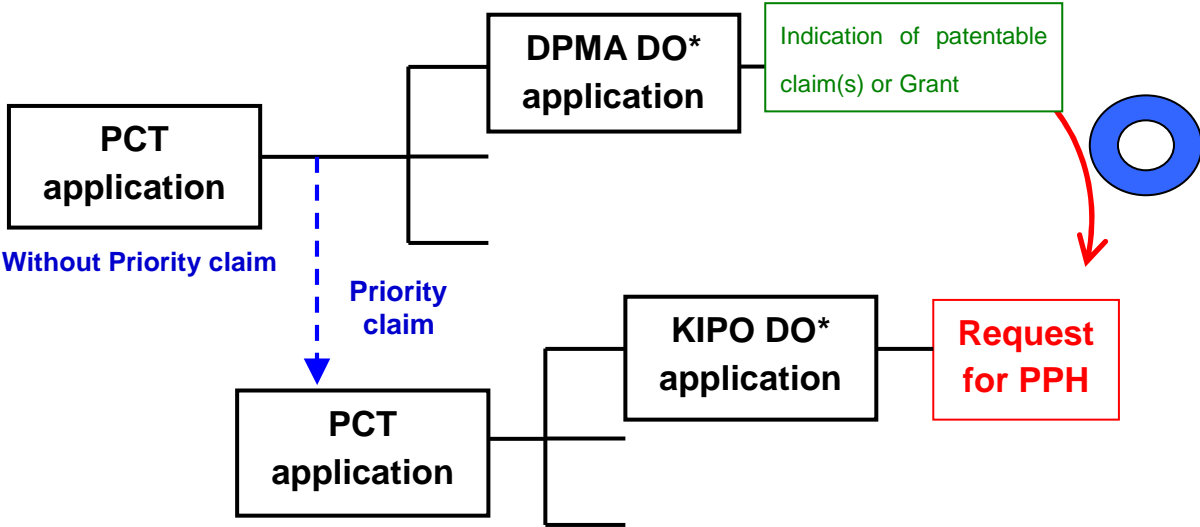 DPMA DO*
application
Indication of patentable
claim(s) or Grant
PCT
application
Without Priority claim
Priority
claim
KIPO DO*
application
Request
for PPH
PCT
application